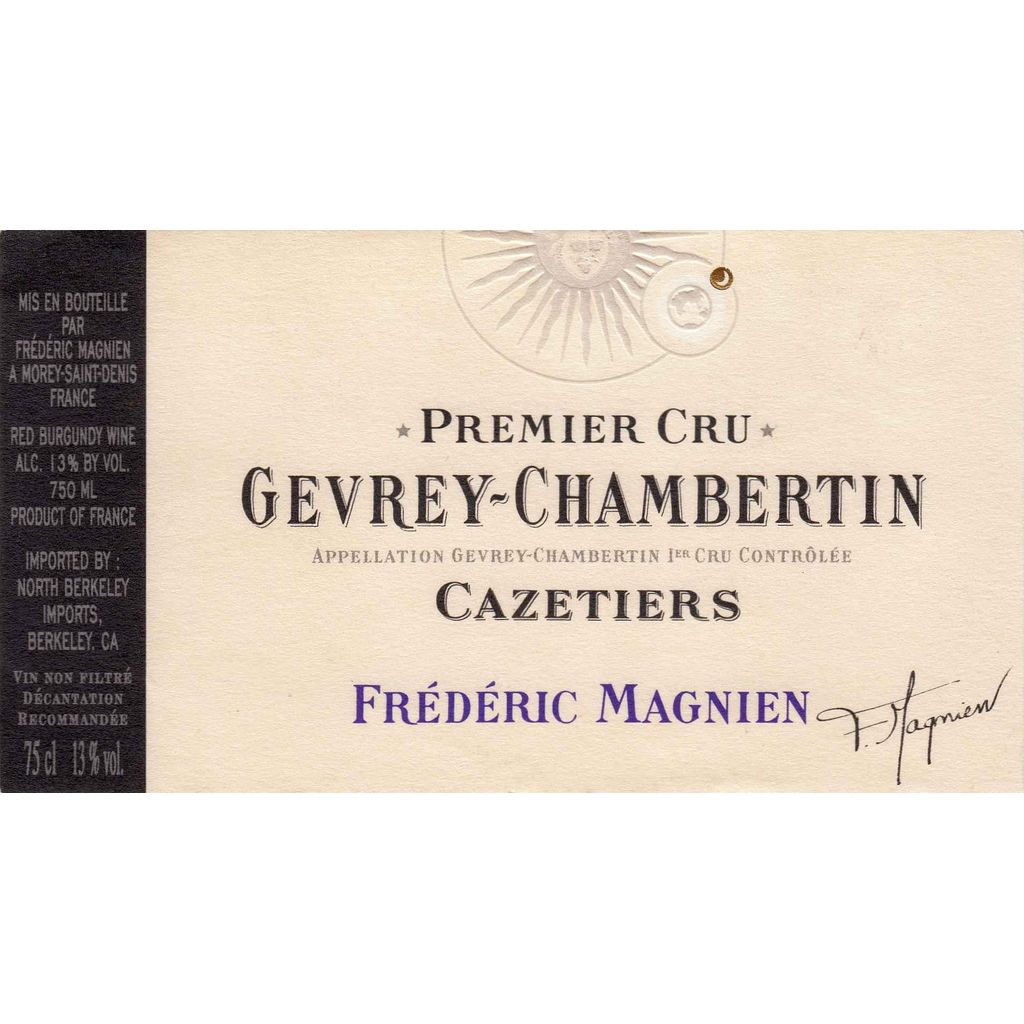 MIS EN BOUTEILLE
PAR
FRÉDÉRIC MAGNIEN
A MOREY-SAINT-DENIS
FRANCE
RED BURGUNDY WINE
ALC. 13% BY VOL.
750 ML
PRODUCT OF FRANCE
IMPORTED BY :
NORTH BERKELEY
IMPORTS,
BERKELEY. CA
VIN NON FILTRÉ
DÉCANTATION
RECOMMANDÉE
75 cl 13% vol.
PREMIER CRU
GEVREY-CHAMBERTIN
APPELLATION GEVREY-CHAMBERTIN 1ER CRU CONTRÔLÉE
CAZETIERS
FRÉDÉRIC MAGNIEN
F. Magnien